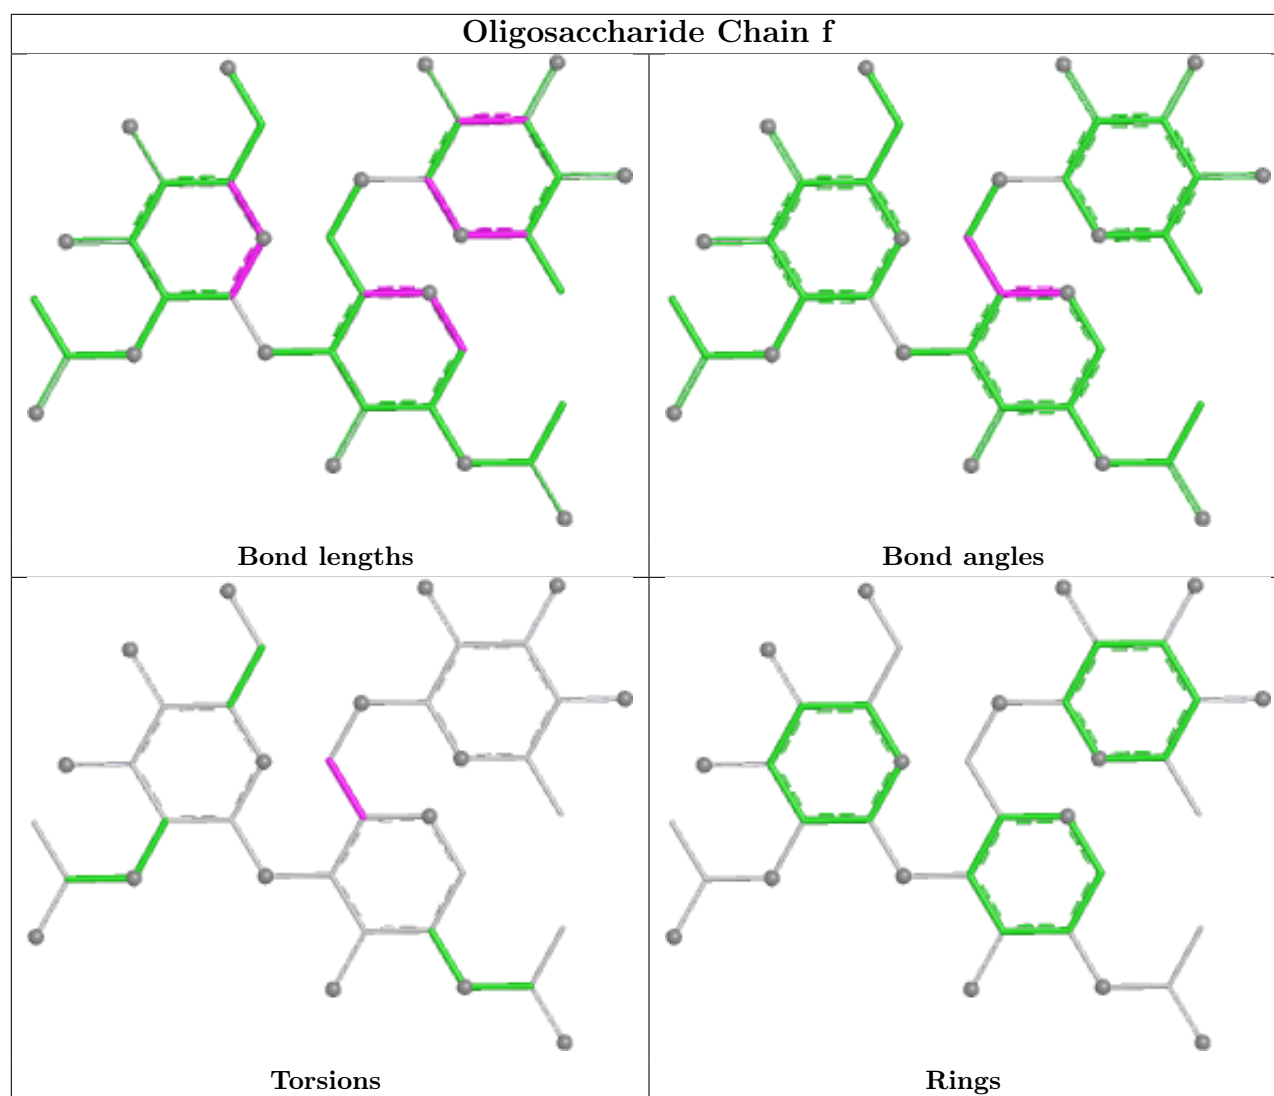 Oligosaccharide Chain f
Bond lengths
Bond angles
Torsions
Rings